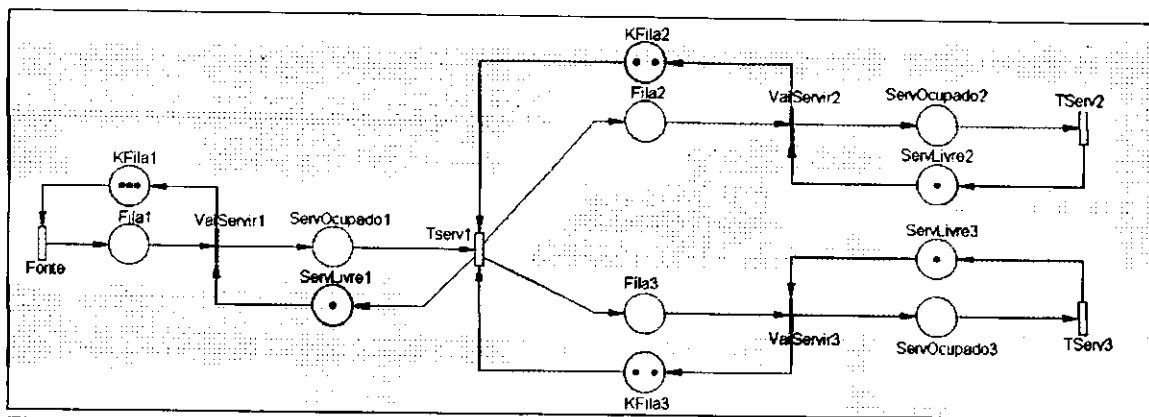 KFila2
Fila2
VaiServir2
ServOcupado2
TServ2
ServLivre2
KFila1
Fila1
VaiServir1
ServOcupado1
Tserv1
Fonte
ServLivre1
ServLivre3
Fila3
VaiServir3
ServOcupado3
TServ3
KFila3